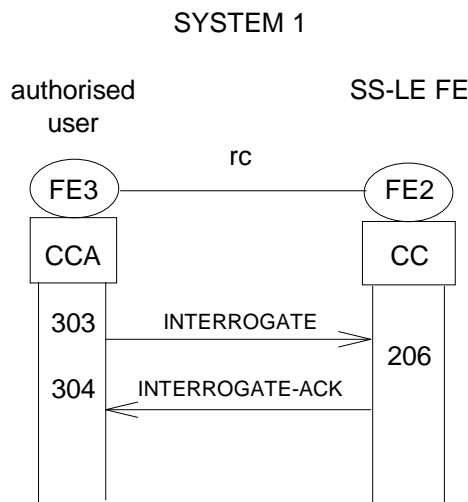 SYSTEM 1
authorised SS-LE FE
user
rc
FE3 FE2
CCA CC
303 INTERROGATE
206
304 INTERROGATE-ACK